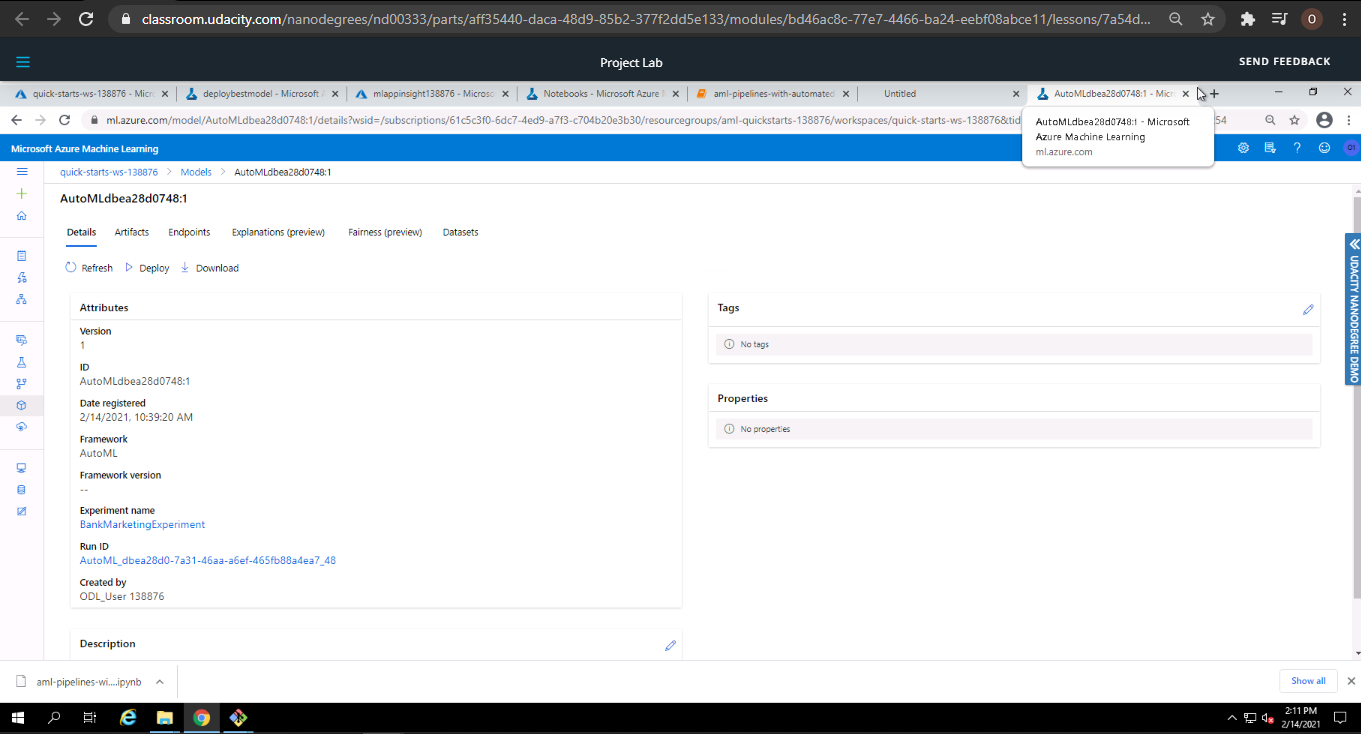 classroom.udacity.com/nanodegrees/nd00333/parts/aff35440-daca-48d9-85b2-377f2dd5e133/modules/bd46ac8c-77e7-4466-ba24-eebf08abce11/lessons/7a54d...
O
Project Lab
SEND FEEDBACK
quick-starts-ws-138876 - Micro
deploybestmodel - Microsoft A
mlappinsight138876 - Microso
Notebooks - Microsoft Azure
aml-pipelines-with-automated
Untitled
AutoMLdbea28d0748:1 - Micr
ml.azure.com/model/AutoMLdbea28d0748:1/details?wsid=/subscriptions/61c5c3f0-6dc7-4ed9-a7f3-c704b20e3b30/resourcegroups/aml-quickstarts-138876/workspaces/quick-starts-ws-138876&tid
54
AutoMLdbea28d0748:1 - Microsoft
Azure Machine Learning
ml.azure.com
Microsoft Azure Machine Learning
OI
quick-starts-ws-138876 > Models > AutoMLdbea28d0748:1
AutoMLdbea28d0748:1
Details Artifacts Endpoints Explanations (preview) Fairness (preview) Datasets
Refresh Deploy Download
Attributes
Version
1
ID
AutoMLdbea28d0748:1
Date registered
2/14/2021, 10:39:20 AM
Framework
AutoML
Framework version
--
Experiment name
BankMarketingExperiment
Run ID
AutoML_dbea28d0-7a31-46aa-a6ef-465fb88a4ea7_48
Created by
ODL_User 138876
Description
Tags
No tags
Properties
No properties
UDACITY NANODEGREE DEMO
aml-pipelines-wi....ipynb
Show all
2:11 PM
2/14/2021